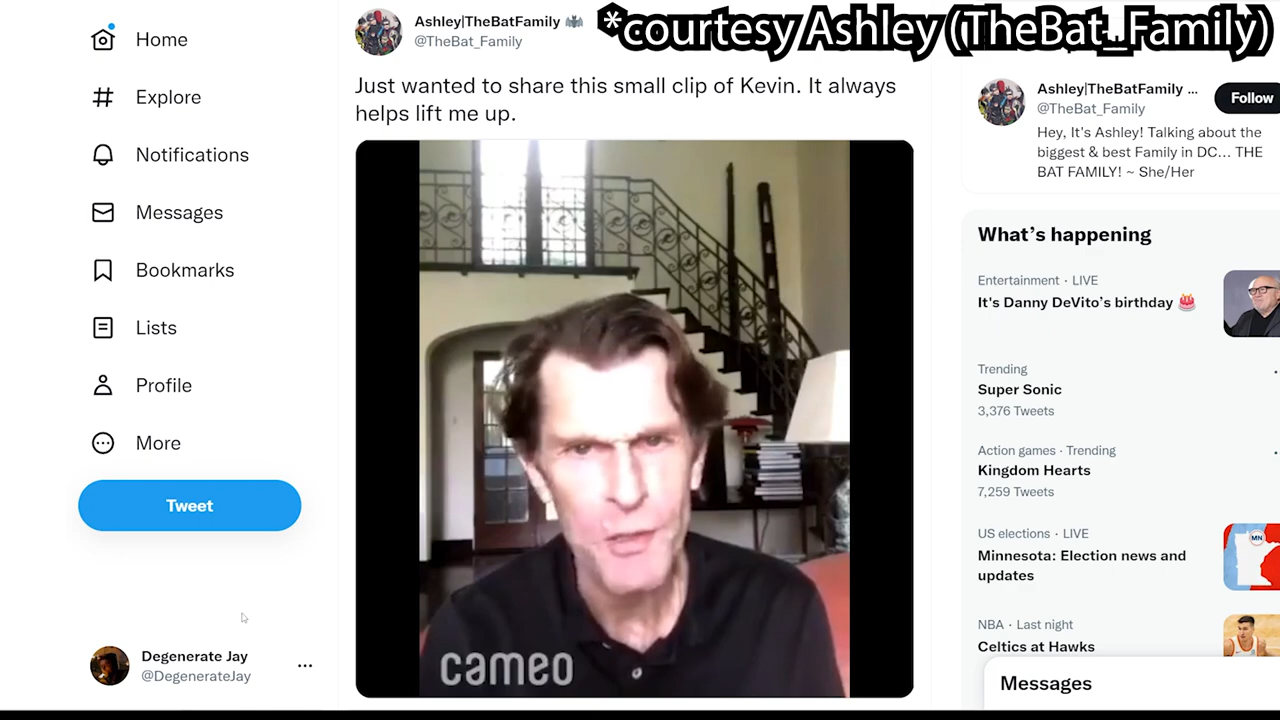 *courtesy Ashley (TheBat_Family)
Home
Explore
Notifications
Messages
Bookmarks
Lists
Profile
More
Tweet
Degenerate Jay
@DegenerateJay
Ashley|TheBatFamily
@TheBat_Family
Just wanted to share this small clip of Kevin. It always
helps lift me up.
cameo
Ashley|TheBatFamily ...
@TheBat_Family
Follow
Hey, It's Ashley! Talking about the
biggest & best Family in DC... THE
BAT FAMILY! ~ She/Her
What's happening
Entertainment · LIVE
It's Danny DeVito's birthday
Trending
Super Sonic
3,376 Tweets
Action games · Trending
Kingdom Hearts
7,259 Tweets
US elections · LIVE
Minnesota: Election news and
updates
MN
NBA · Last night
Celtics at Hawks
Messages